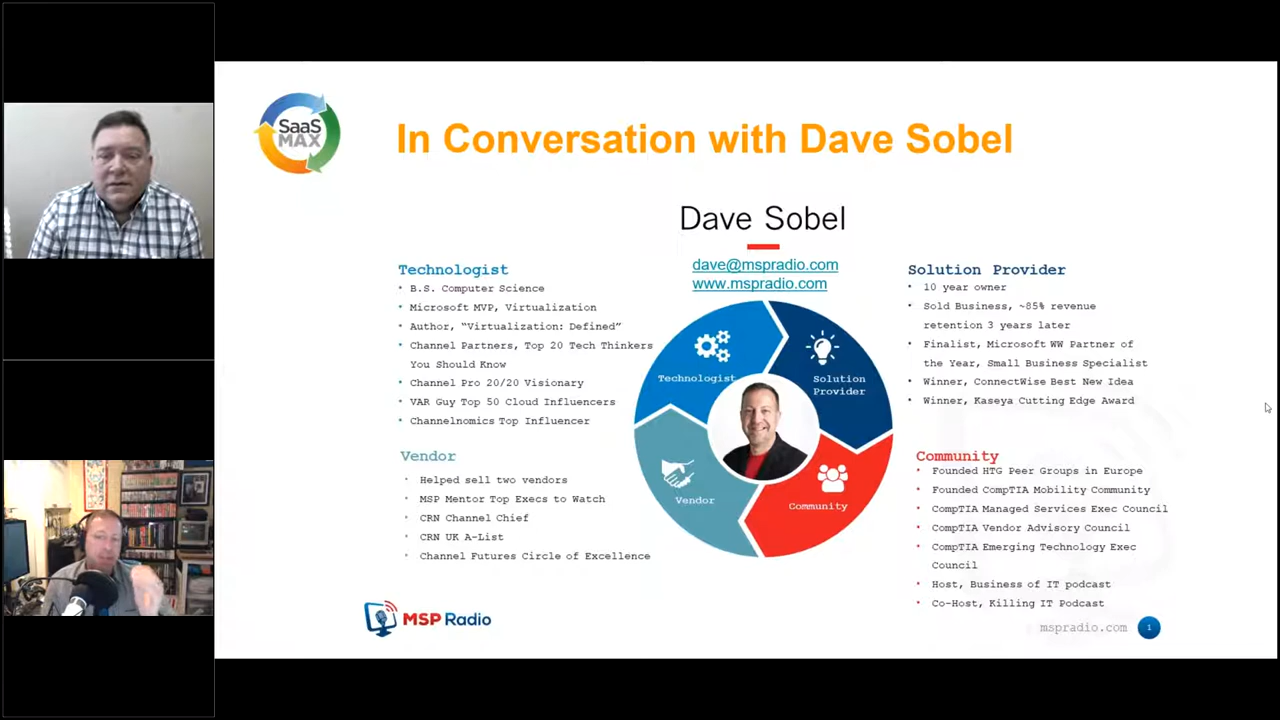 SaaS
MAX
In Conversation with Dave Sobel
Dave Sobel
dave@mspradio.com
www.mspradio.com
Technologist
• B.S. Computer Science
• Microsoft MVP, Virtualization
• Author, “Virtualization: Defined”
• Channel Partners, Top 20 Tech Thinkers
You Should Know
• Channel Pro 20/20 Visionary
• VAR Guy Top 50 Cloud Influencers
• Channelnomics Top Influencer
Vendor
• Helped sell two vendors
• MSP Mentor Top Execs to Watch
• CRN Channel Chief
• CRN UK A-List
• Channel Futures Circle of Excellence
Technologist
Solution
Provider
Vendor
Community
Solution Provider
• 10 year owner
• Sold Business, ~85% revenue
retention 3 years later
• Finalist, Microsoft WW Partner of
the Year, Small Business Specialist
• Winner, ConnectWise Best New Idea
• Winner, Kaseya Cutting Edge Award
Community
• Founded HTG Peer Groups in Europe
• Founded CompTIA Mobility Community
• CompTIA Managed Services Exec Council
• CompTIA Vendor Advisory Council
• CompTIA Emerging Technology Exec
Council
• Host, Business of IT podcast
• Co-Host, Killing IT Podcast
MSP Radio
mspradio.com
1